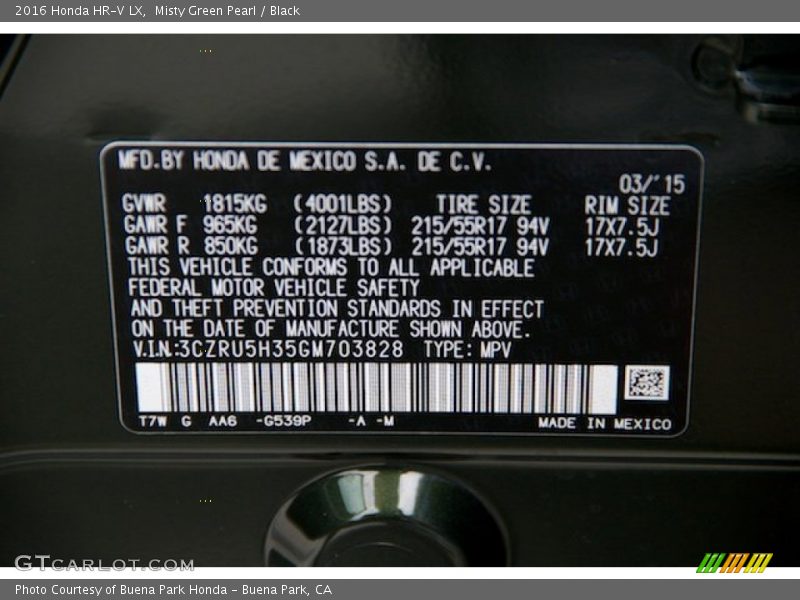 2016 Honda HR-V LX,  Misty Green Pearl / Black
MFD.BY HONDA DE MEXICO S.A. DE C.V.
03/'15
GVWR 1815KG (4001LBS) TIRE SIZE RIM SIZE
GAWR F 965KG (2127LBS) 215/55R17 94V 17X7.5J
GAWR R 850KG (1873LBS) 215/55R17 94V 17X7.5J
THIS VEHICLE CONFORMS TO ALL APPLICABLE
FEDERAL MOTOR VEHICLE SAFETY
AND THEFT PREVENTION STANDARDS IN EFFECT
ON THE DATE OF MANUFACTURE SHOWN ABOVE.
V.I.N.:3CZRU5H35GM703828 TYPE: MPV
T7W G AA6 -G539P -A -M MADE IN MEXICO
GTCARLOT.COM
Photo Courtesy of Buena Park Honda - Buena Park, CA